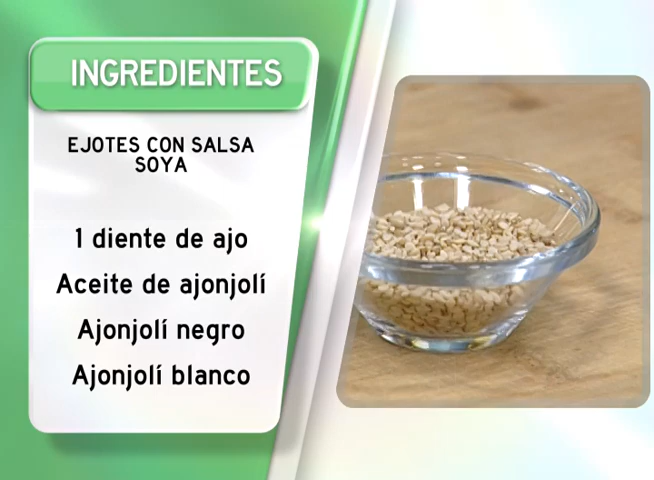 INGREDIENTES
EJOTES CON SALSA
SOYA
1 diente de ajo
Aceite de ajonjolí
Ajonjolí negro
Ajonjolí blanco